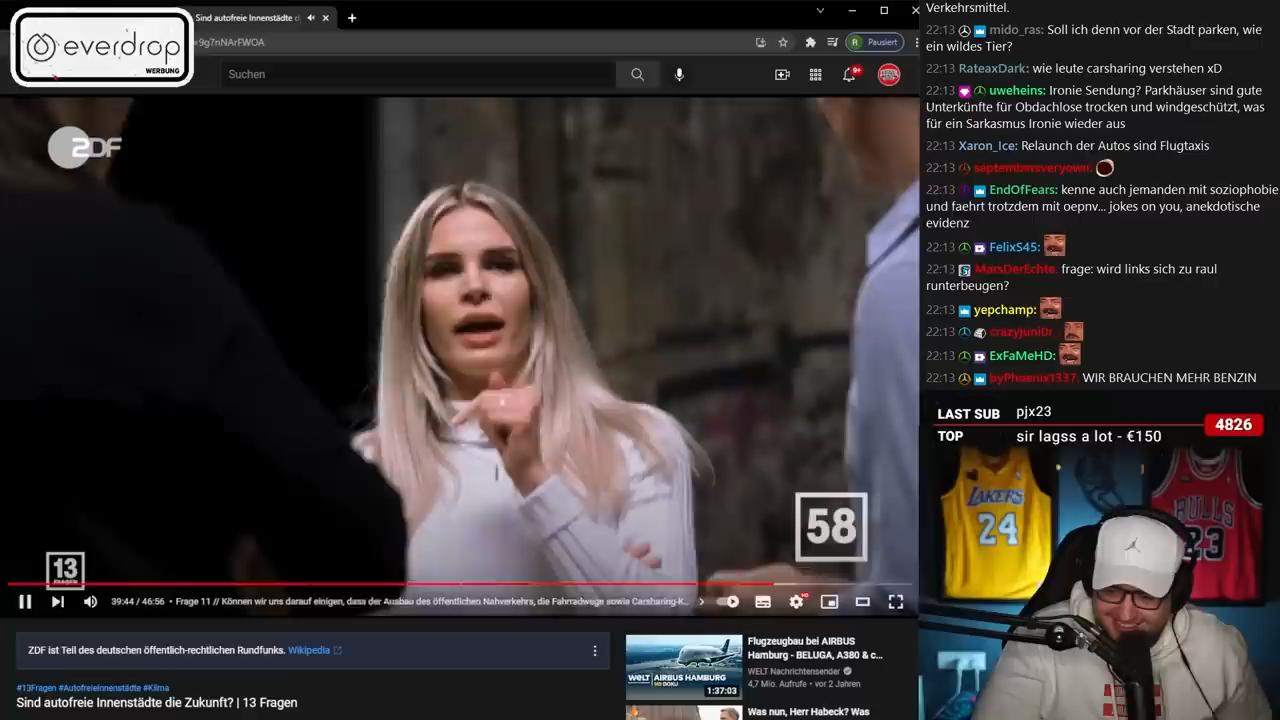 everdrop
WERBUNG
Sind autofreie Innenstädte d
=9g7nNArFWOA
R Pausiert
Suchen
9+
ZDF
58
13
FRAGEN
39:44 / 46:56 • Frage 11 // Können wir uns darauf einigen, dass der Ausbau des öffentlichen Nahverkehrs, die Fahrradwege sowie Carsharing-K...
ZDF ist Teil des deutschen öffentlich-rechtlichen Rundfunks. Wikipedia
#13Fragen #AutofreieInnenstädte #Klima
Sind autofreie Innenstädte die Zukunft? | 13 Fragen
WELT AIRBUS HAMBURG
DOKU
1:37:03
Flugzeugbau bei AIRBUS
Hamburg - BELUGA, A380 & c...
WELT Nachrichtensender
4,7 Mio. Aufrufe • vor 2 Jahren
Was nun, Herr Habeck? Was
Verkehrsmittel.
22:13 mido_ras: Soll ich denn vor der Stadt parken, wie
ein wildes Tier?
RateaxDark: wie leute carsharing verstehen xD
22:13 uweheins: Ironie Sendung? Parkhäuser sind gute
Unterkünfte für Obdachlose trocken und windgeschützt, was
für ein Sarkasmus Ironie wieder aus
22:13 Xaron_Ice: Relaunch der Autos sind Flugtaxis
22:13 septembwsveryown:
22:13 EndOfFears: kenne auch jemanden mit soziophobie
und faehrt trotzdem mit oepnv... jokes on you, anekdotische
evidenz
22:13 FelixS45:
22:13 MarsDerEchte: frage: wird links sich zu raul
runterbeugen?
22:13 yepchamp:
22:13 crazyjuniDr:
22:13 ExFaMeHD:
22:13 byPhoenix1337: WIR BRAUCHEN MEHR BENZIN
LAST SUB pjx23
4826
TOP sir lagss a lot - €150
LAKERS
24
BULLS
23